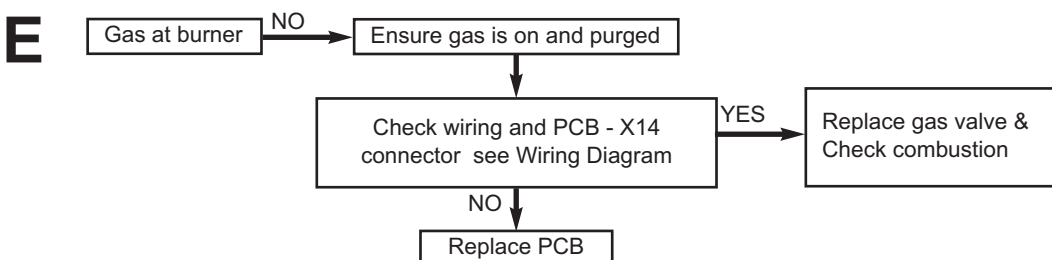 E
Gas at burner
NO
Ensure gas is on and purged
Check wiring and PCB - X14
connector see Wiring Diagram
YES
Replace gas valve &
Check combustion
NO
Replace PCB